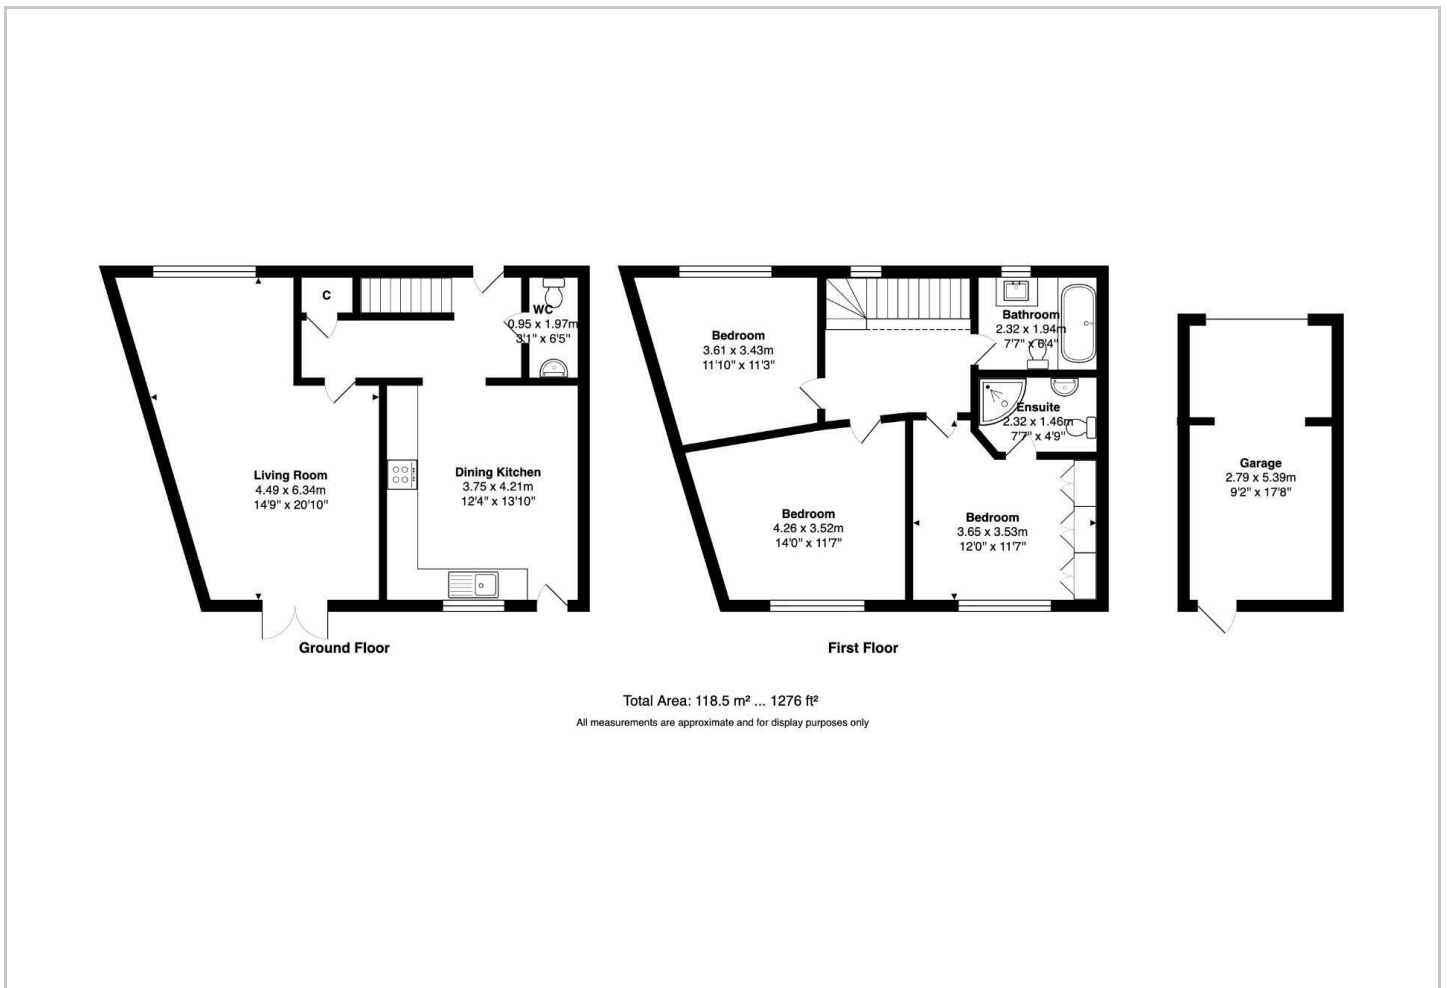 C
WC
0.95 x 1.97m
3'1" x 6'5"
Living Room
4.49 x 6.34m
14'9" x 20'10"
Dining Kitchen
3.75 x 4.21m
12'4" x 13'10"
Ground Floor
Bedroom
3.61 x 3.43m
11'10" x 11'3"
Bathroom
2.32 x 1.94m
7'7" x 6'4"
Ensuite
2.32 x 1.46m
7'7" x 4'9"
Bedroom
4.26 x 3.52m
14'0" x 11'7"
Bedroom
3.65 x 3.53m
12'0" x 11'7"
First Floor
Garage
2.79 x 5.39m
9'2" x 17'8"
Total Area: 118.5 m² ... 1276 ft²
All measurements are approximate and for display purposes only